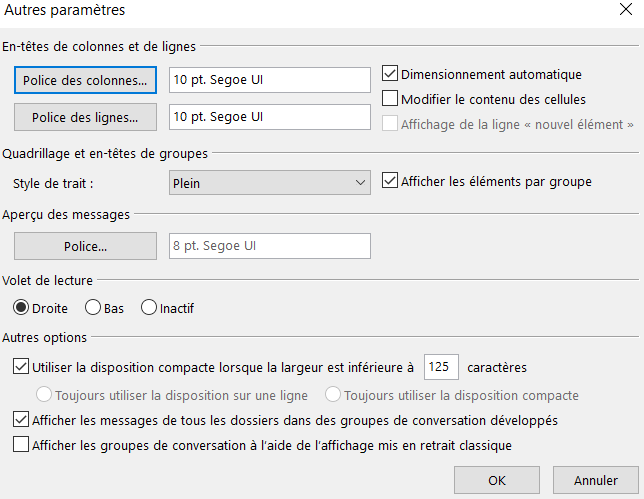 Autres paramètres
En-têtes de colonnes et de lignes
Police des colonnes... 10 pt. Segoe UI
Dimensionnement automatique
Modifier le contenu des cellules
Police des lignes... 10 pt. Segoe UI
Affichage de la ligne « nouvel élément »
Quadrillage et en-têtes de groupes
Style de trait : Plein
Afficher les éléments par groupe
Aperçu des messages
Police... 8 pt. Segoe UI
Volet de lecture
Droite Bas Inactif
Autres options
Utiliser la disposition compacte lorsque la largeur est inférieure à 125 caractères
Toujours utiliser la disposition sur une ligne Toujours utiliser la disposition compacte
Afficher les messages de tous les dossiers dans des groupes de conversation développés
Afficher les groupes de conversation à l'aide de l'affichage mis en retrait classique
OK Annuler